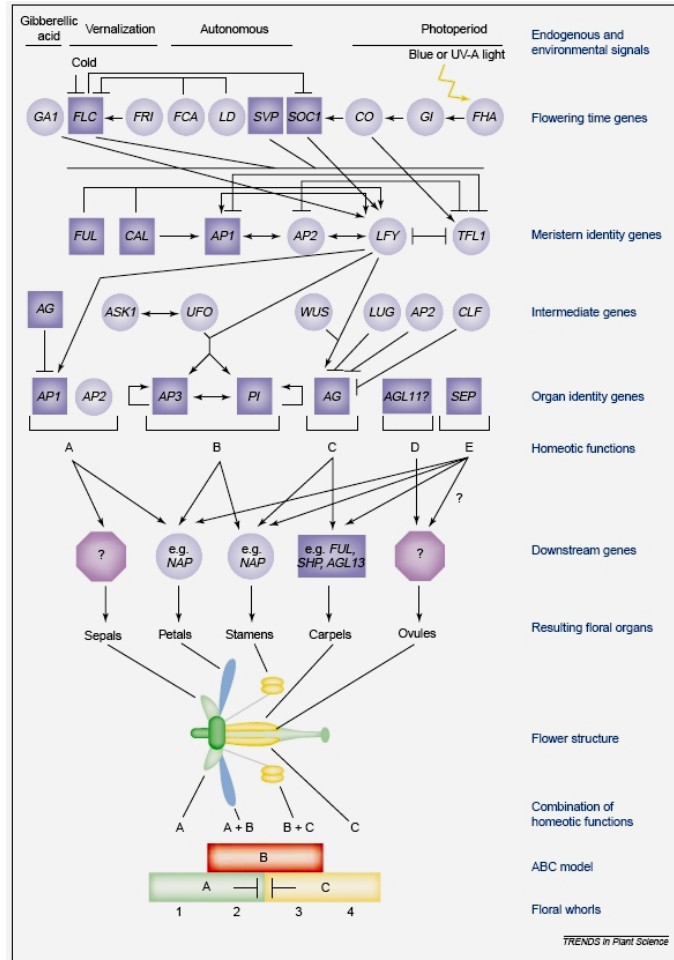 Gibberellic
acid
Vernalization
Autonomous
Photoperiod
Endogenous and
environmental signals
Blue or UV-A light
Cold
GA1 FLC FRI FCA LD SVP SOC1 CO GI FHA
Flowering time genes
FUL CAL AP1 AP2 LFY TFL1
Meristern identity genes
AG ASK1 UFO WUS LUG AP2 CLF
Intermediate genes
AP1 AP2 AP3 PI AG AGL11? SEP
Organ identity genes
A B C D E
Homeotic functions
?
? e.g. e.g. e.g. FUL, ?
NAP NAP SHP, AGL13
Downstream genes
Sepals Petals Stamens Carpels Ovules
Resulting floral organs
Flower structure
Combination of
homeotic functions
A A + B B + C C
B
ABC model
A C
1 2 3 4
Floral whorls
TRENDS in Plant Science